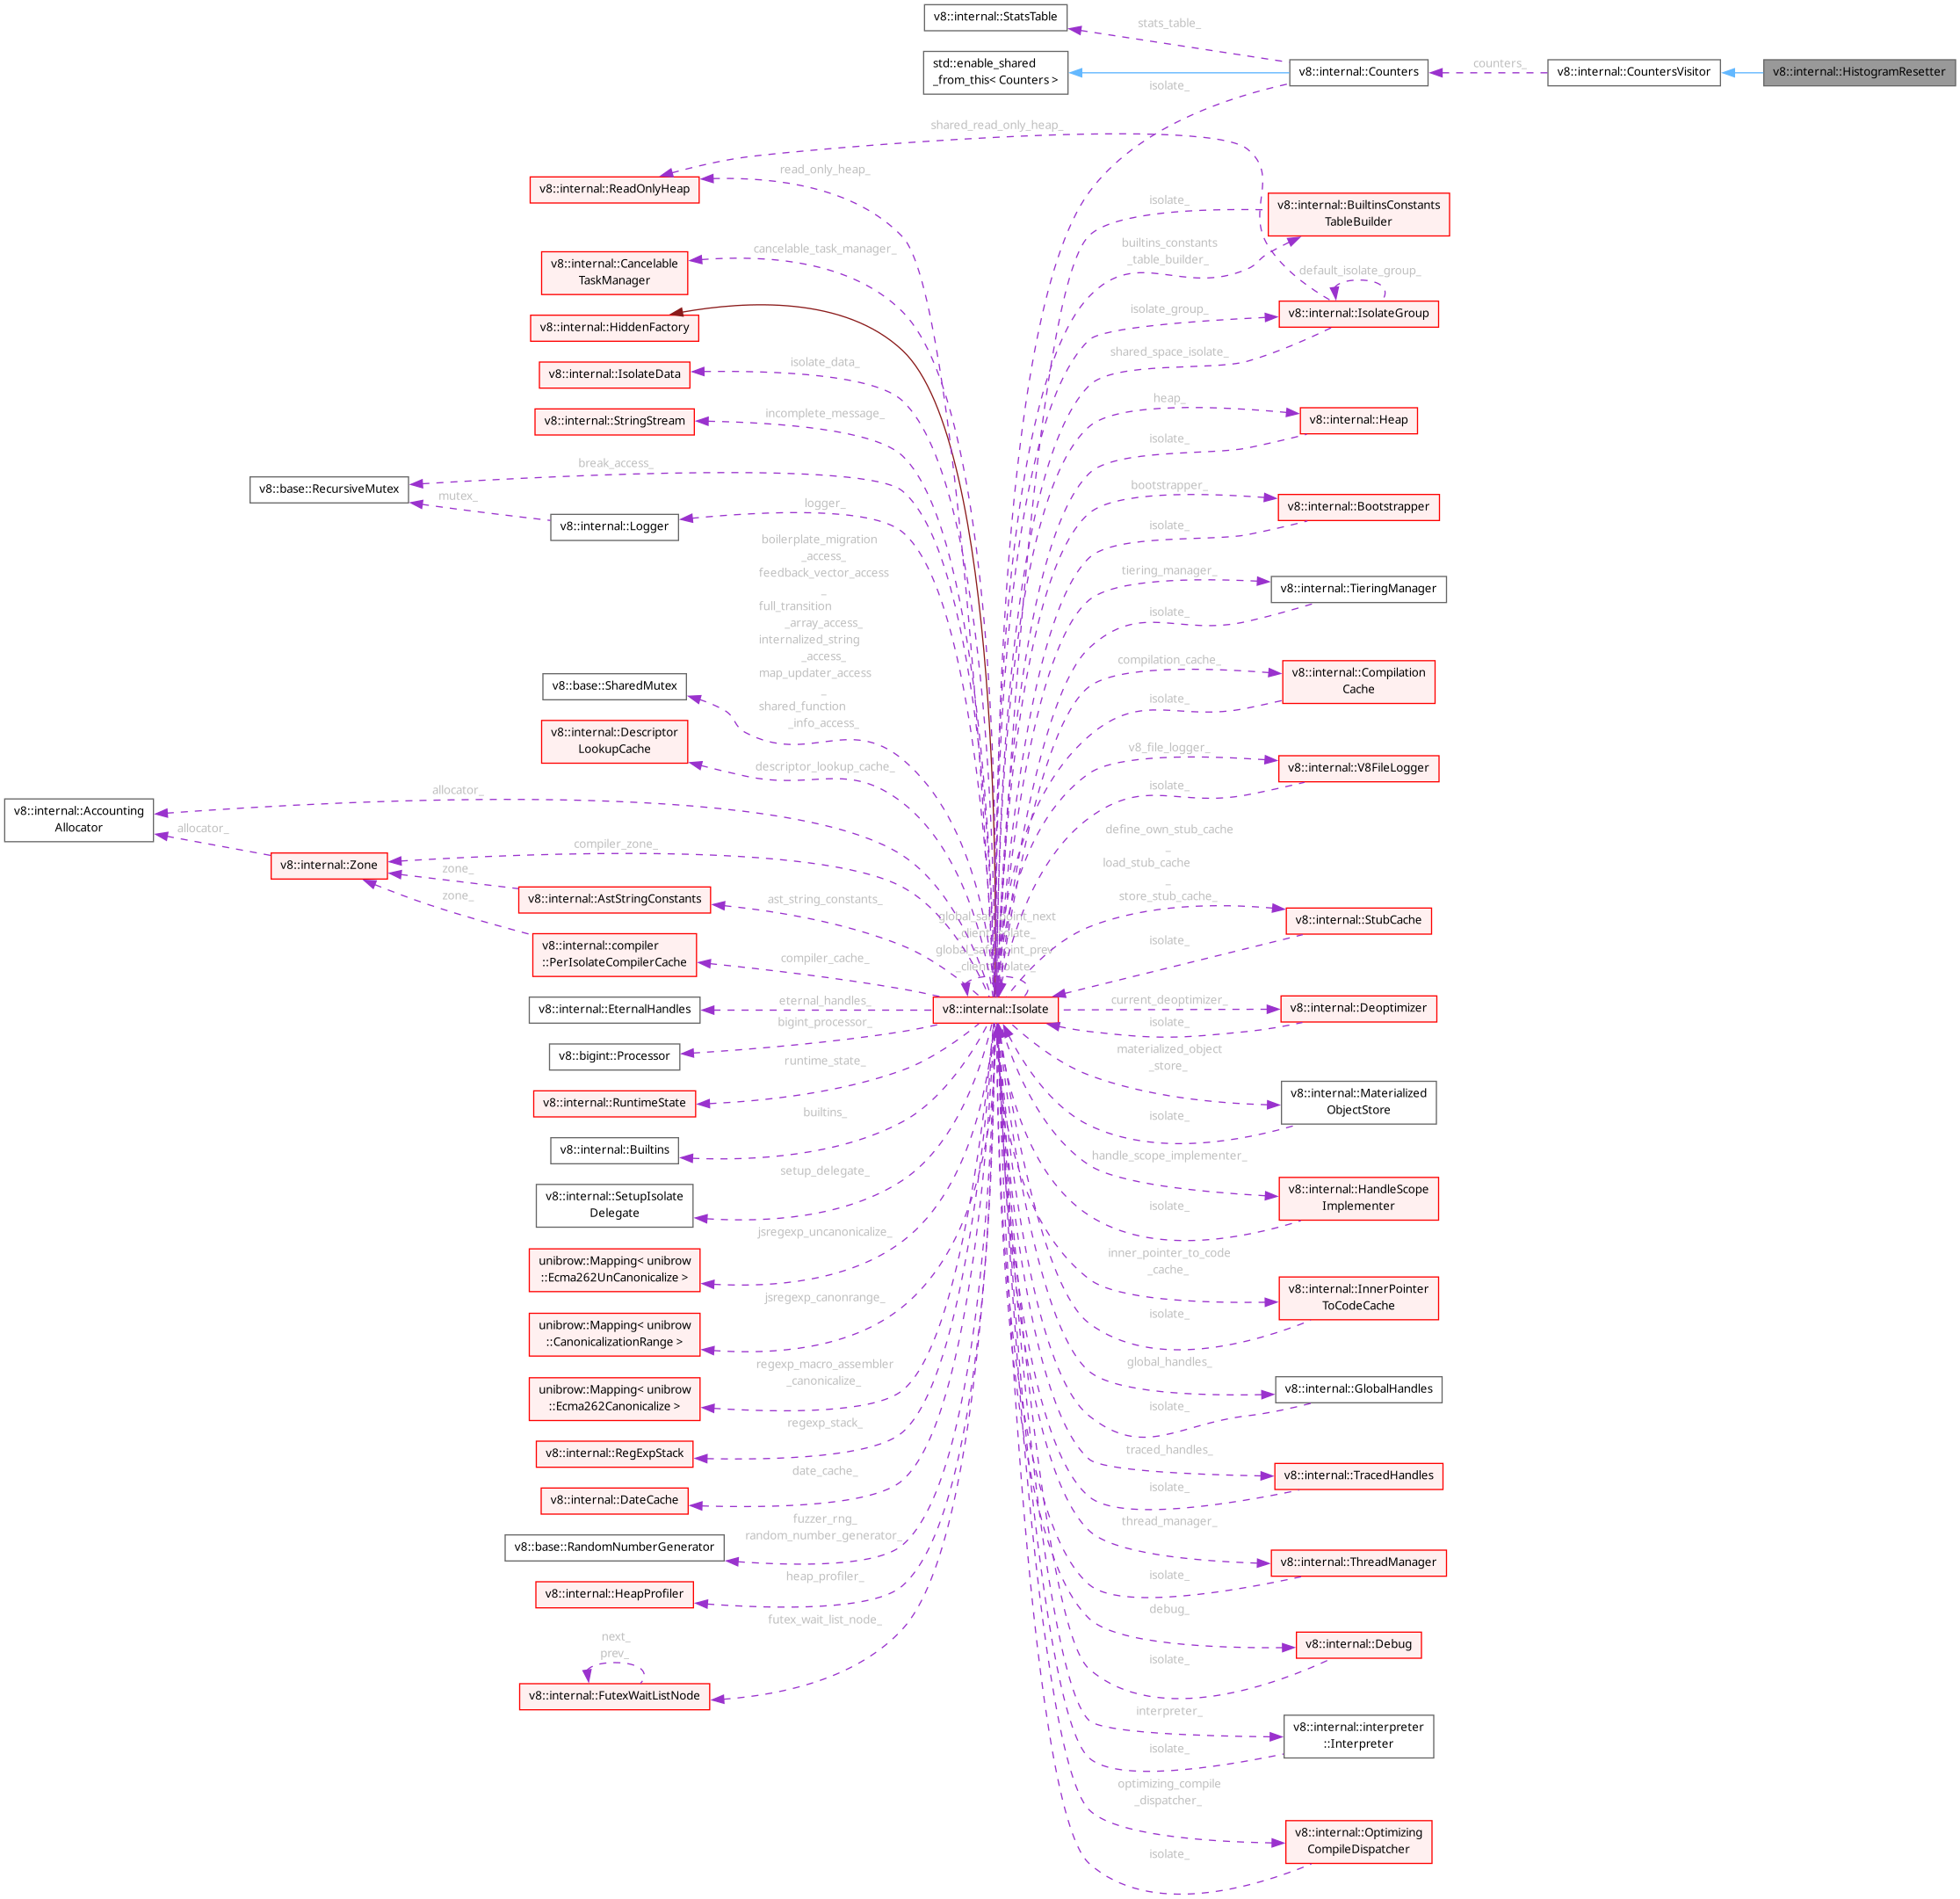 v8::internal::StatsTable
stats_table_
std::enable_shared
_from_this< Counters >
v8::internal::Counters
counters_
v8::internal::CountersVisitor
v8::internal::HistogramResetter
isolate_
shared_read_only_heap_
read_only_heap_
v8::internal::ReadOnlyHeap
isolate_
v8::internal::BuiltinsConstants
TableBuilder
builtins_constants
_table_builder_
cancelable_task_manager_
v8::internal::Cancelable
TaskManager
default_isolate_group_
isolate_group_
v8::internal::IsolateGroup
v8::internal::HiddenFactory
shared_space_isolate_
isolate_data_
v8::internal::IsolateData
heap_
v8::internal::Heap
incomplete_message_
v8::internal::StringStream
isolate_
break_access_
v8::base::RecursiveMutex
mutex_
logger_
v8::internal::Logger
bootstrapper_
v8::internal::Bootstrapper
isolate_
boilerplate_migration
_access_
feedback_vector_access
_
full_transition
_array_access_
internalized_string
_access_
map_updater_access
_
shared_function
_info_access_
tiering_manager_
v8::internal::TieringManager
isolate_
v8::base::SharedMutex
compilation_cache_
v8::internal::Compilation
Cache
isolate_
v8::internal::Descriptor
LookupCache
descriptor_lookup_cache_
v8_file_logger_
v8::internal::V8FileLogger
isolate_
allocator_
v8::internal::Accounting
Allocator
allocator_
v8::internal::Zone
compiler_zone_
zone_
zone_
v8::internal::AstStringConstants
ast_string_constants_
define_own_stub_cache
_
load_stub_cache
_
store_stub_cache_
v8::internal::StubCache
isolate_
v8::internal::compiler
::PerIsolateCompilerCache
compiler_cache_
global_safepoint_next
_client_isolate_
global_safepoint_prev
_client_isolate_
v8::internal::Isolate
v8::internal::EternalHandles
eternal_handles_
current_deoptimizer_
v8::internal::Deoptimizer
isolate_
bigint_processor_
v8::bigint::Processor
materialized_object
_store_
v8::internal::Materialized
ObjectStore
isolate_
runtime_state_
v8::internal::RuntimeState
builtins_
v8::internal::Builtins
handle_scope_implementer_
v8::internal::HandleScope
Implementer
isolate_
setup_delegate_
v8::internal::SetupIsolate
Delegate
jsregexp_uncanonicalize_
unibrow::Mapping< unibrow
::Ecma262UnCanonicalize >
inner_pointer_to_code
_cache_
v8::internal::InnerPointer
ToCodeCache
isolate_
jsregexp_canonrange_
unibrow::Mapping< unibrow
::CanonicalizationRange >
regexp_macro_assembler
_canonicalize_
unibrow::Mapping< unibrow
::Ecma262Canonicalize >
global_handles_
v8::internal::GlobalHandles
isolate_
regexp_stack_
v8::internal::RegExpStack
traced_handles_
v8::internal::TracedHandles
isolate_
date_cache_
v8::internal::DateCache
fuzzer_rng_
random_number_generator_
v8::base::RandomNumberGenerator
thread_manager_
v8::internal::ThreadManager
isolate_
heap_profiler_
v8::internal::HeapProfiler
debug_
v8::internal::Debug
isolate_
futex_wait_list_node_
next_
prev_
v8::internal::FutexWaitListNode
interpreter_
v8::internal::interpreter
::Interpreter
isolate_
optimizing_compile
_dispatcher_
v8::internal::Optimizing
CompileDispatcher
isolate_